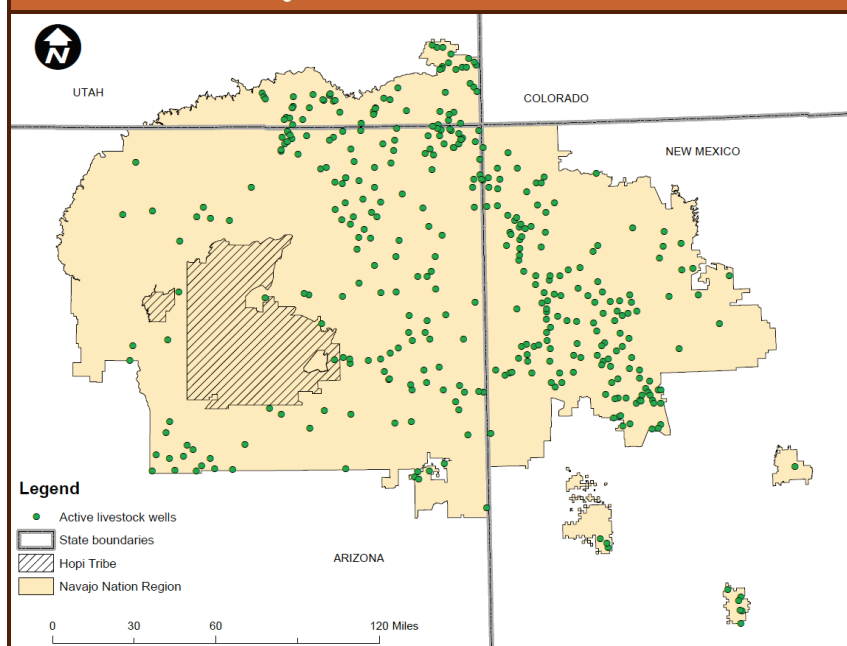 N
UTAH
COLORADO
NEW MEXICO
Legend
Active livestock wells
State boundaries
Hopi Tribe
Navajo Nation Region
ARIZONA
0 30 60 120 Miles